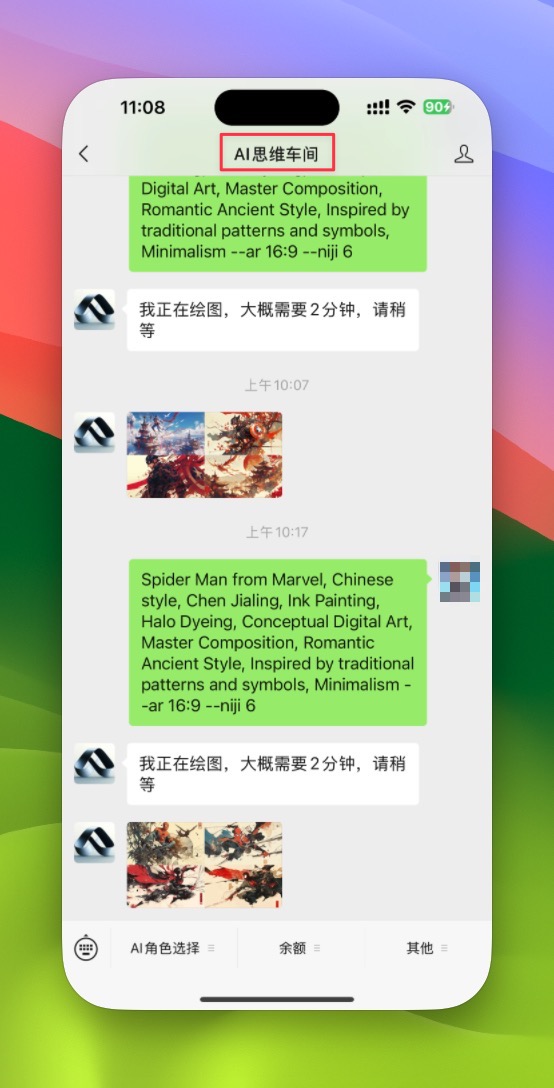 11:08
90
AI思维车间
Digital Art, Master Composition,
Romantic Ancient Style, Inspired by
traditional patterns and symbols,
Minimalism --ar 16:9 --niji 6
我正在绘图，大概需要2分钟，请稍
等
上午10:07
上午10:17
Spider Man from Marvel, Chinese
style, Chen Jialing, Ink Painting,
Halo Dyeing, Conceptual Digital Art,
Master Composition, Romantic
Ancient Style, Inspired by traditional
patterns and symbols, Minimalism -
-ar 16:9 --niji 6
我正在绘图，大概需要2分钟，请稍
等
AI角色选择
余额
其他